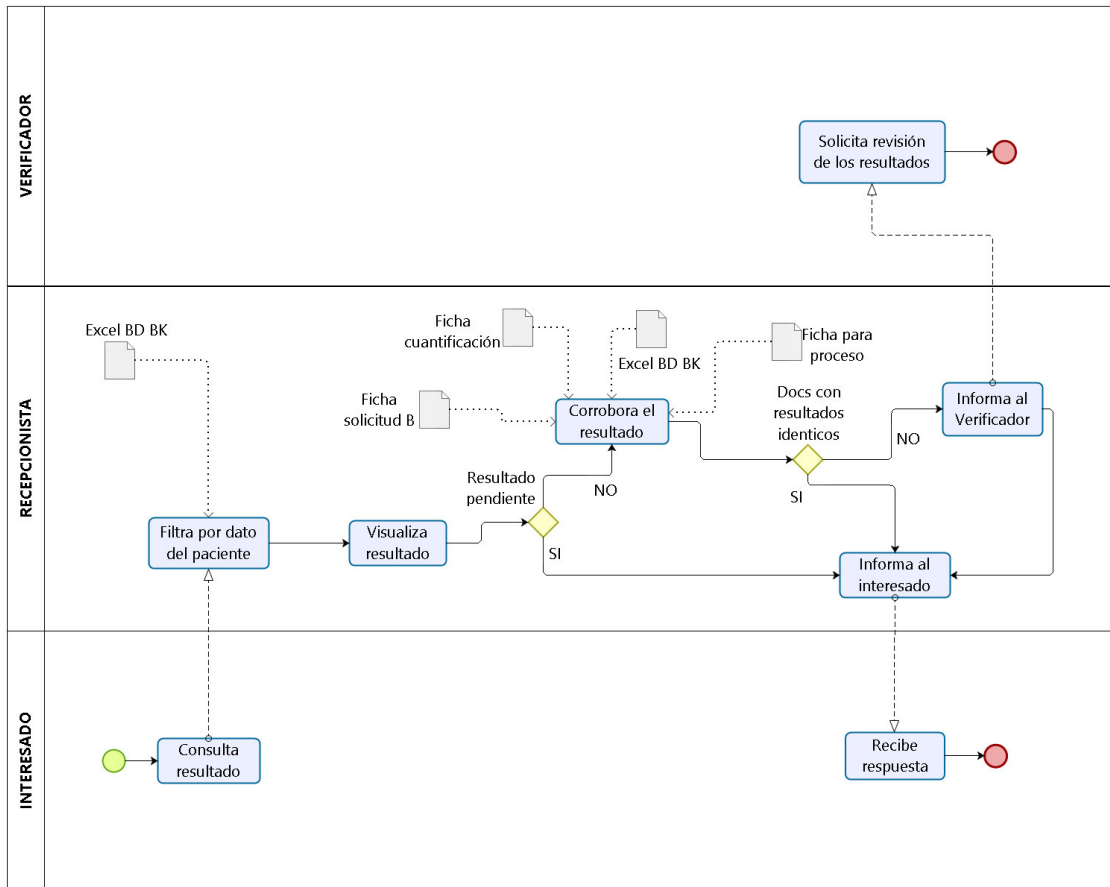 VERIFICADOR
Solicita revisión
de los resultados
RECEPCIONISTA
Excel BD BK
Ficha
cuantificación
Excel BD BK
Ficha para
proceso
Ficha
solicitud B
Corrobora el
resultado
Docs con
resultados
identicos
Informa al
Verificador
NO
SI
Resultado
pendiente
NO
SI
Filtra por dato
del paciente
Visualiza
resultado
Informa al
interesado
INTERESADO
Consulta
resultado
Recibe
respuesta